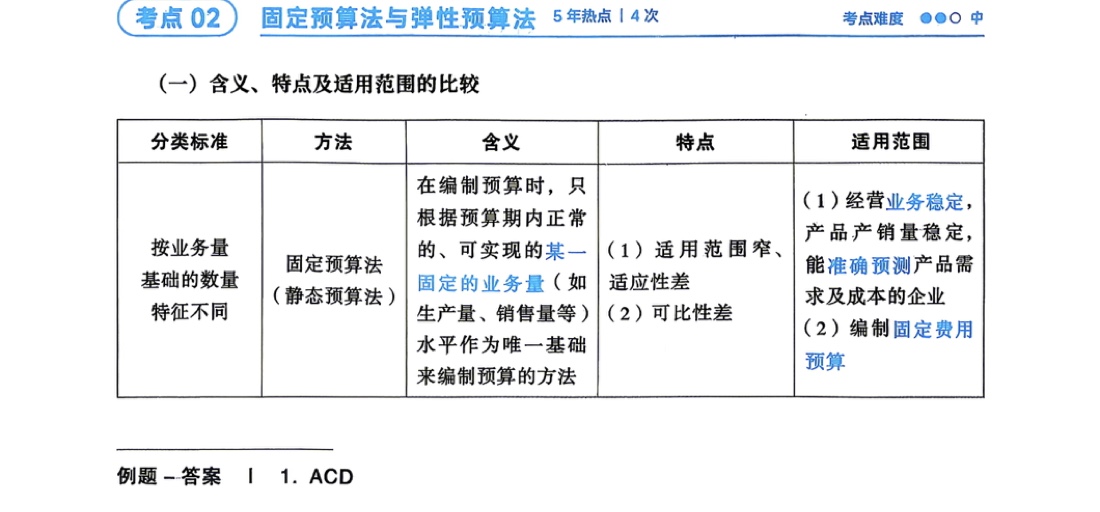 考点 02 固定预算法与弹性预算法 5 年热点 | 4 次 考点难度 中
（一）含义、特点及适用范围的比较
分类标准 方法 含义 特点 适用范围
按业务量
基础的数量
特征不同
固定预算法
（静态预算法）
在编制预算时，只
根据预算期内正常
的、可实现的某一
固定的业务量（如
生产量、销售量等）
水平作为唯一基础
来编制预算的方法
（1）适用范围窄、
适应性差
（2）可比性差
（1）经营业务稳定，
产品产销量稳定，
能准确预测产品需
求及成本的企业
（2）编制固定费用
预算
例题－答案 | 1. ACD